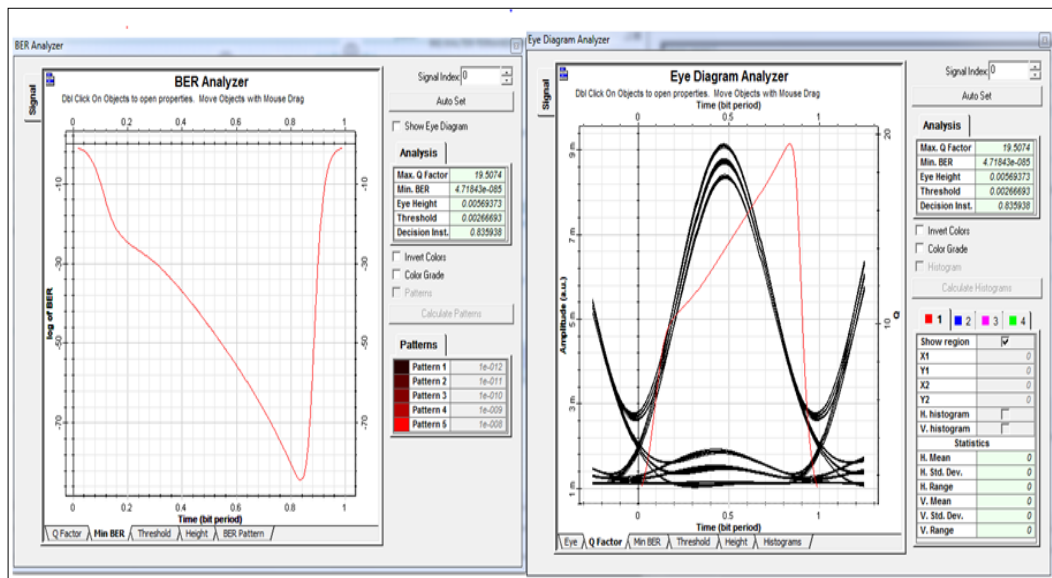 BER Analyzer
Signal
BER Analyzer
Dbl Click On Objects to open properties. Move Objects with Mouse Drag
0 0.2 0.4 0.6 0.8 1
-10 -10
-30 -30
-50 -50
-70 -70
log of BER
0.0 0.2 0.4 0.6 0.8 1
Time (bit period)
Q Factor Min BER Threshold Height BER Pattern
Signal Index: 0
Auto Set
Show Eye Diagram
Analysis
Max. Q Factor 19.5074
Min. BER 4.71843e-085
Eye Height 0.00569373
Threshold 0.00266693
Decision Inst. 0.835938
Invert Colors
Color Grade
Patterns
Calculate Patterns
Patterns
Pattern 1 1e-012
Pattern 2 1e-011
Pattern 3 1e-010
Pattern 4 1e-009
Pattern 5 1e-008
Eye Diagram Analyzer
Signal
Eye Diagram Analyzer
Dbl Click On Objects to open properties. Move Objects with Mouse Drag
Time (bit period)
0 0.5 1
20
9 m
7 m
5 m 10
3 m
1 m
Amplitude (a.u.)
Q
0 0.5 1
Time (bit period)
Eye Q Factor Min BER Threshold Height Histograms
Signal Index: 0
Auto Set
Analysis
Max. Q Factor 19.5074
Min. BER 4.71843e-085
Eye Height 0.00569373
Threshold 0.00266693
Decision Inst. 0.835938
Invert Colors
Color Grade
Histogram
Calculate Histograms
1 2 3 4
Show region
X1 0
Y1 0
X2 0
Y2 0
H. histogram
V. histogram
Statistics
H. Mean 0
H. Std. Dev. 0
H. Range 0
V. Mean 0
V. Std. Dev. 0
V. Range 0